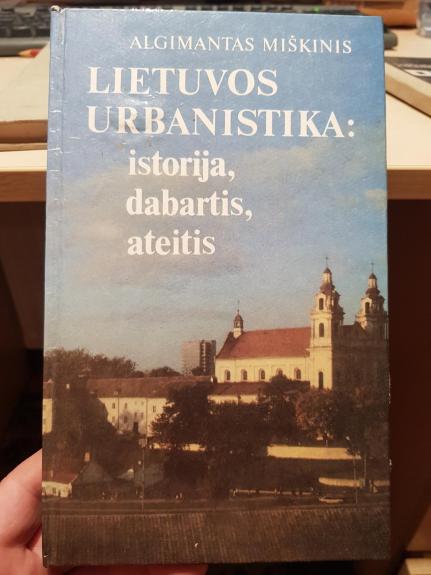 ALGIMANTAS MIŠKINIS
LIETUVOS
URBANISTIKA:
istorija,
dabartis,
ateitis